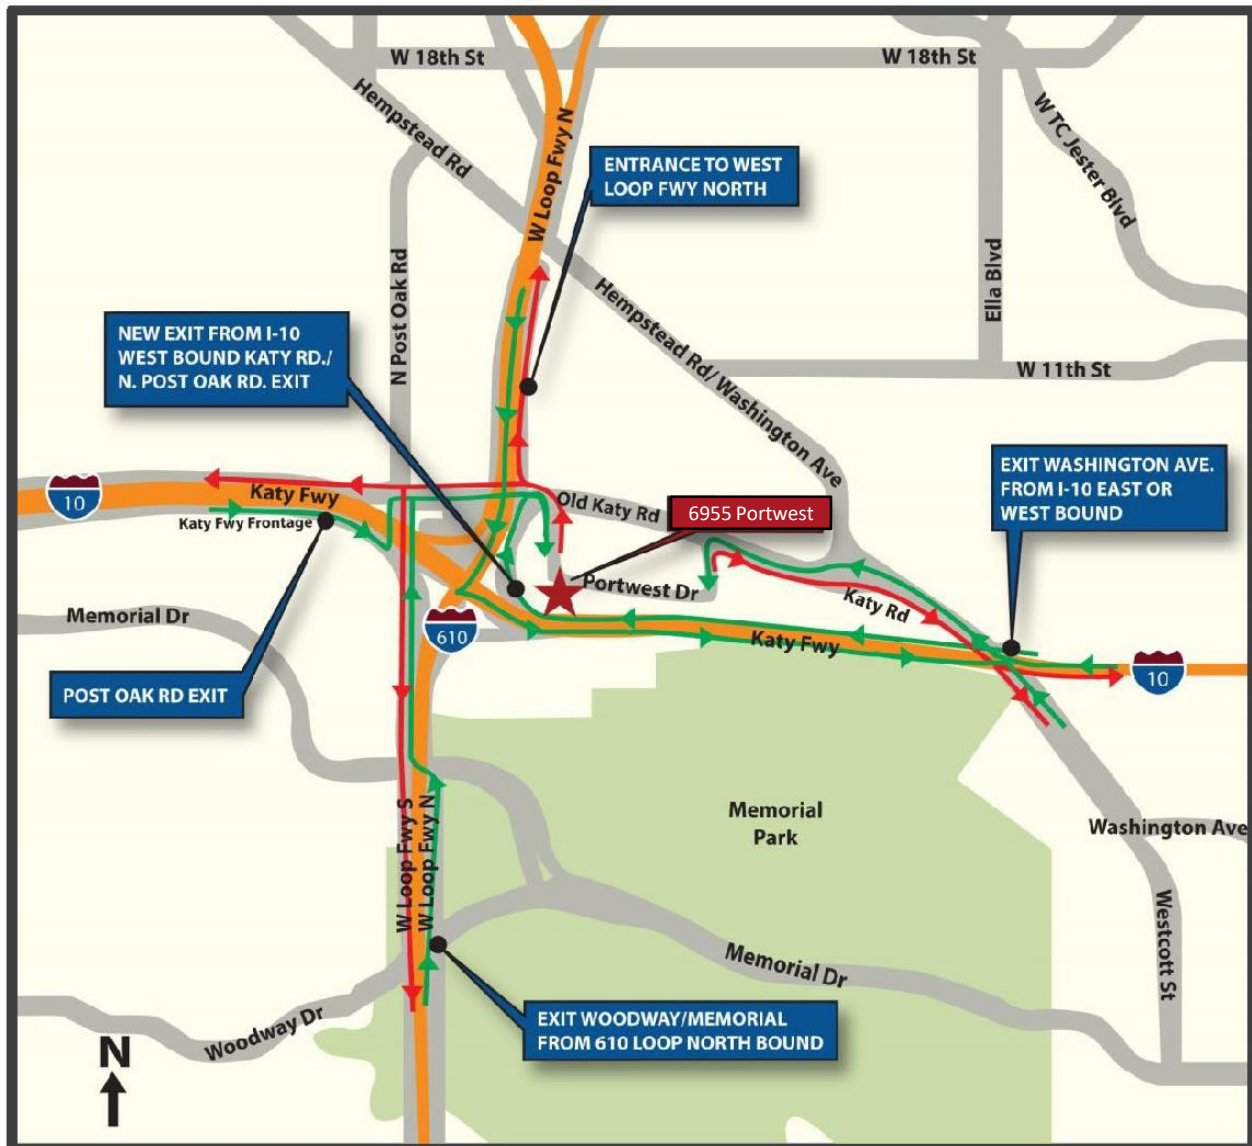 W 18th St
W 18th St
Hempstead Rd
W Loop Fwy N
W TC Jester Blvd
ENTRANCE TO WEST
LOOP FWY NORTH
N Post Oak Rd
Ella Blvd
Hempstead Rd/ Washington Ave
NEW EXIT FROM I-10
WEST BOUND KATY RD./
N. POST OAK RD. EXIT
W 11th St
EXIT WASHINGTON AVE.
FROM I-10 EAST OR
WEST BOUND
10
Katy Fwy
Katy Fwy Frontage
Old Katy Rd
6955 Portwest
Portwest Dr
Katy Rd
Memorial Dr
610
Katy Fwy
10
POST OAK RD EXIT
W Loop Fwy S
W Loop Fwy N
Memorial
Park
Washington Ave
Westcott St
Memorial Dr
Woodway Dr
EXIT WOODWAY/MEMORIAL
FROM 610 LOOP NORTH BOUND
N